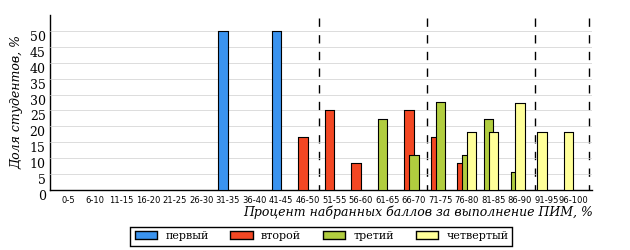 Доля студентов, %
50
45
40
35
30
25
20
15
10
5
0
0-5 6-10 11-15 16-20 21-25 26-30 31-35 36-40 41-45 46-50 51-55 56-60 61-65 66-70 71-75 76-80 81-85 86-90 91-95 96-100
Процент набранных баллов за выполнение ПИМ, %
первый второй третий четвертый